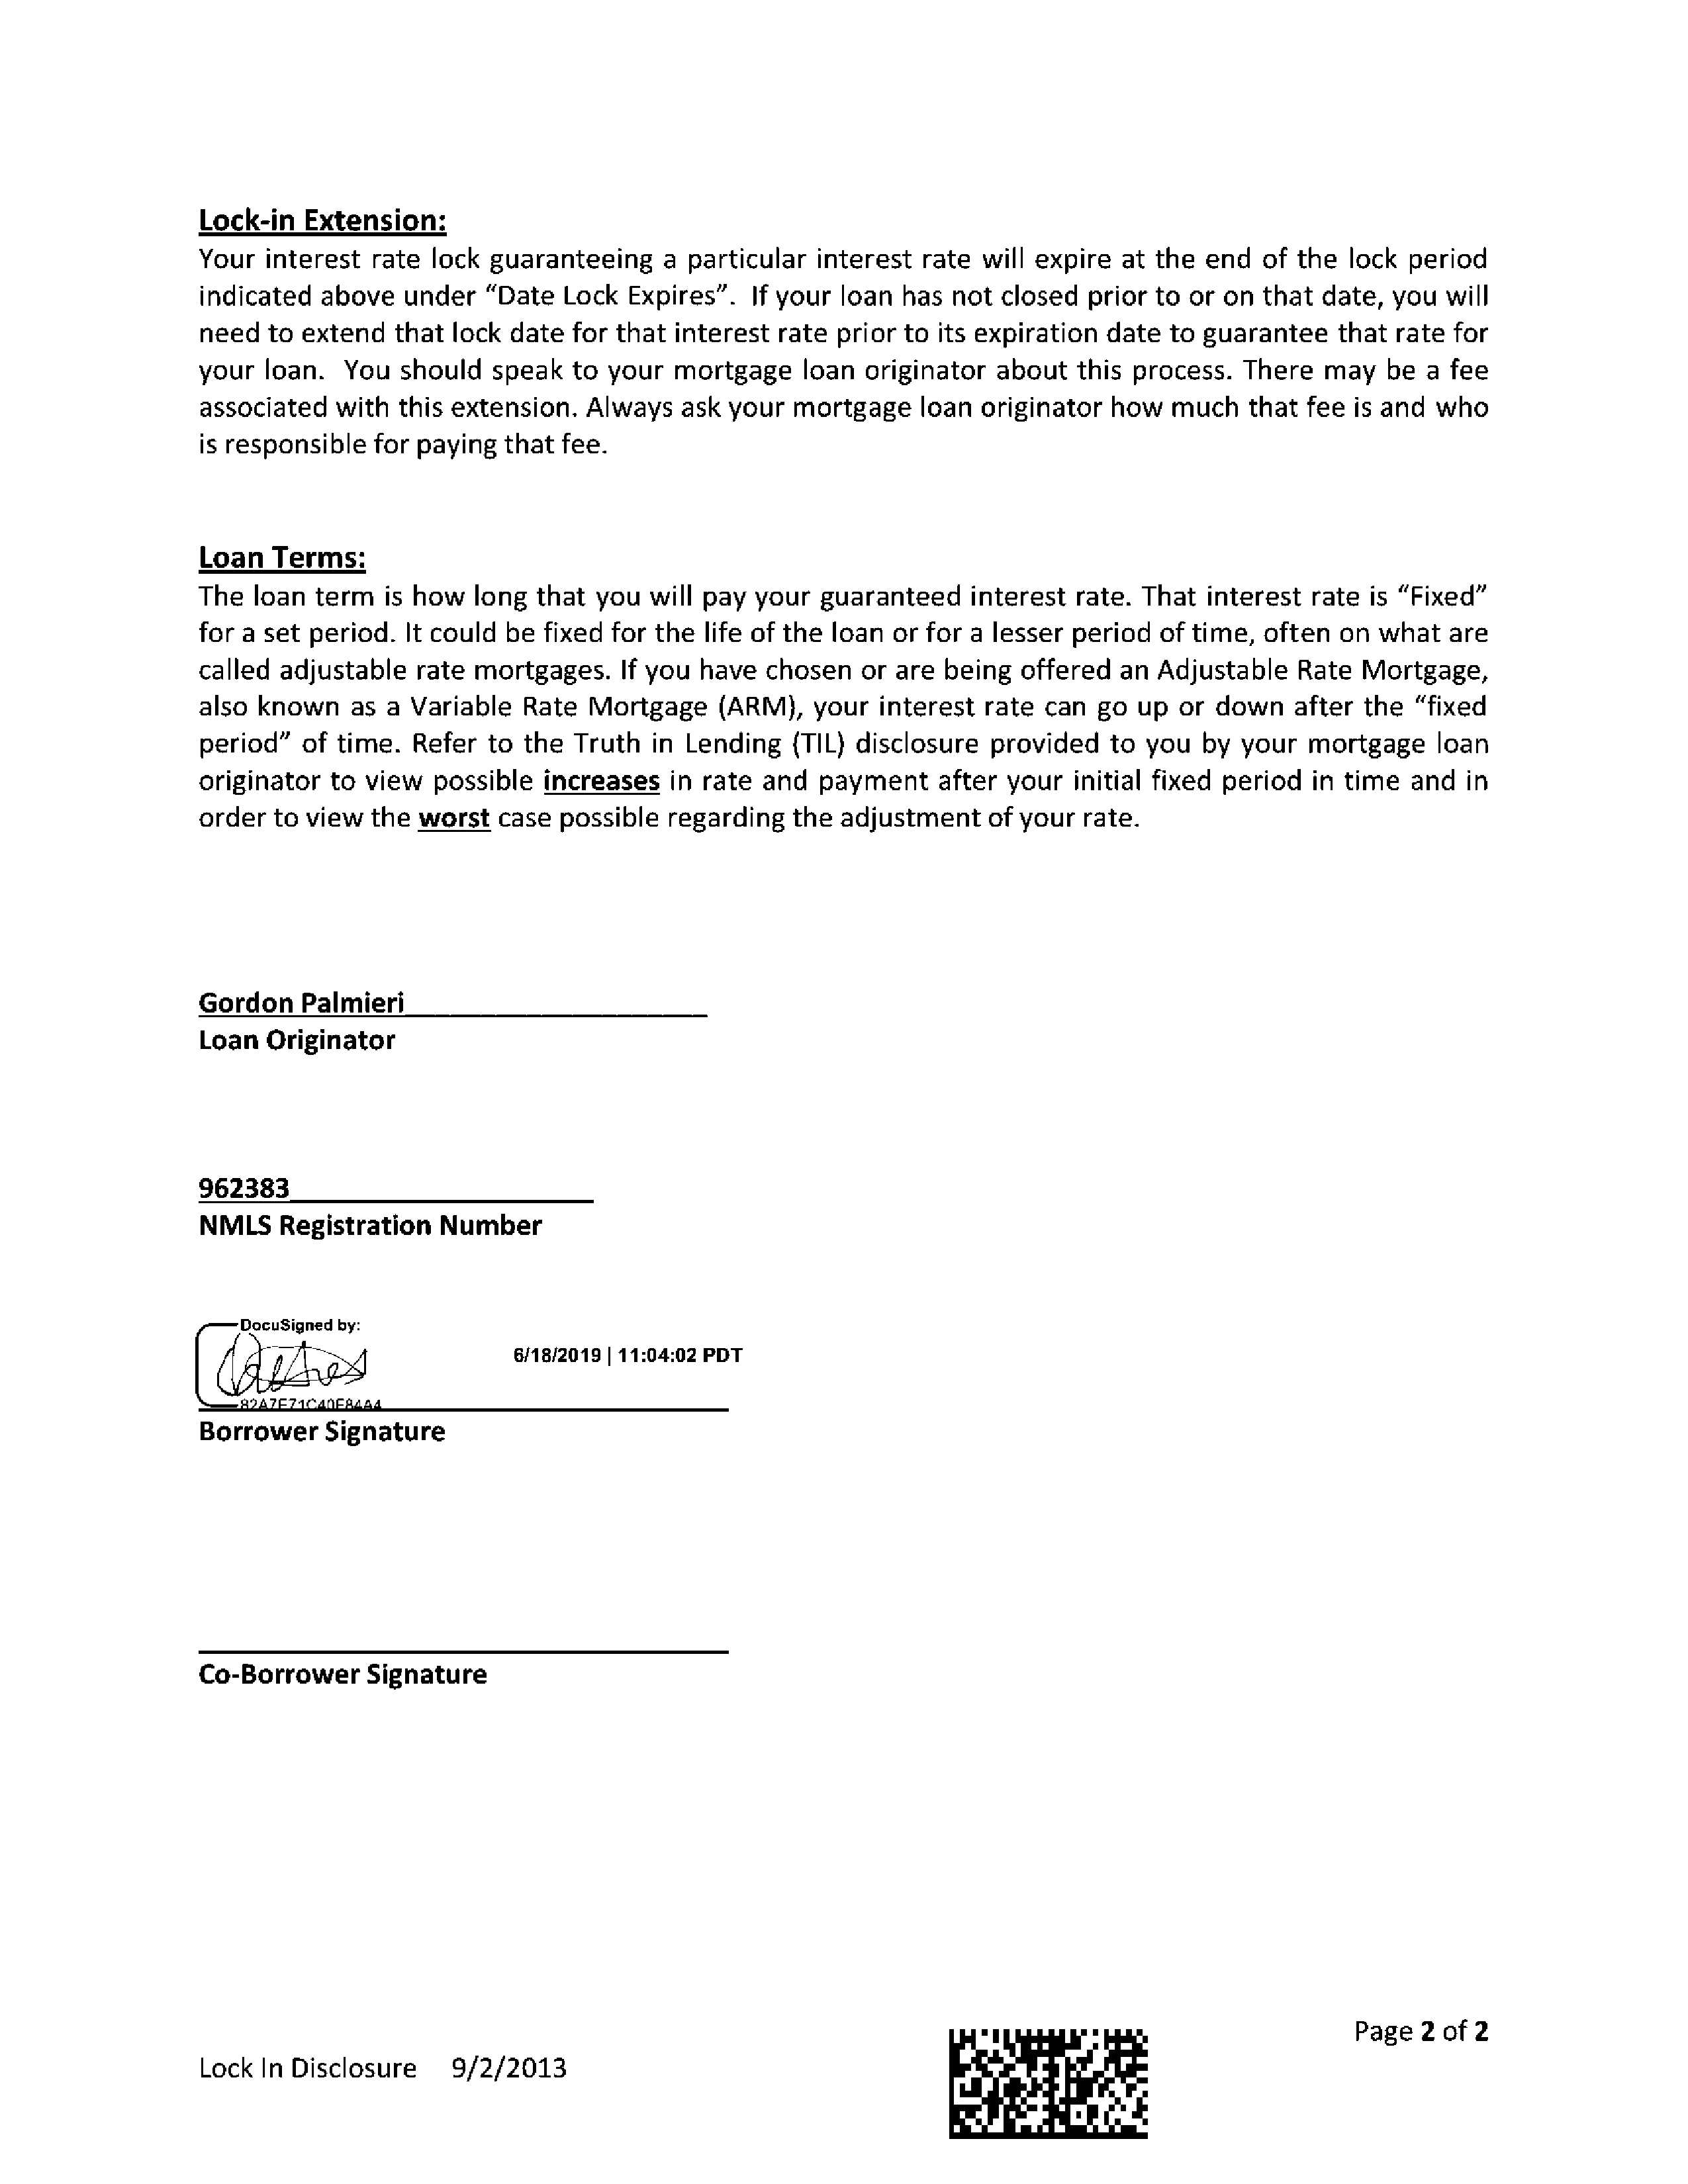 Lock-in Extension:
Your interest rate lock guaranteeing a particular interest rate will expire at the end of the lock period
indicated above under “Date Lock Expires”.  If your loan has not closed prior to or on that date, you will
need to extend that lock date for that interest rate prior to its expiration date to guarantee that rate for
your loan.  You should speak to your mortgage loan originator about this process. There may be a fee
associated with this extension. Always ask your mortgage loan originator how much that fee is and who
is responsible for paying that fee.
Loan Terms:
The loan term is how long that you will pay your guaranteed interest rate. That interest rate is “Fixed”
for a set period. It could be fixed for the life of the loan or for a lesser period of time, often on what are
called adjustable rate mortgages. If you have chosen or are being offered an Adjustable Rate Mortgage,
also known as a Variable Rate Mortgage (ARM), your interest rate can go up or down after the “fixed
period” of time. Refer to the Truth in Lending (TIL) disclosure provided to you by your mortgage loan
originator to view possible increases in rate and payment after your initial fixed period in time and in
order to view the worst case possible regarding the adjustment of your rate.
Gordon Palmieri
Loan Originator
962383
NMLS Registration Number
DocuSigned by:
6/18/2019 | 11:04:02 PDT
82A7E71C40F84A4
Borrower Signature
Co-Borrower Signature
Page 2 of 2
Lock In Disclosure 9/2/2013